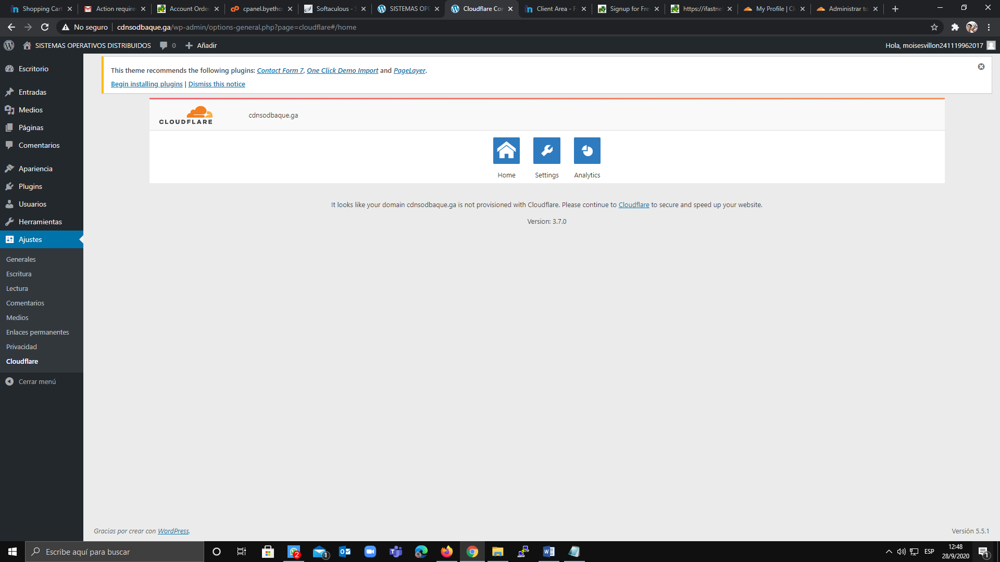 Shopping Cart
Action require
Account Order
cpanel.byetho
Softaculous - S
SISTEMAS OPE
Cloudflare Con
Client Area - F
Signup for Fre
https://ifastne
My Profile | Cl
Administrar to
No seguro | cdnsodbaque.ga/wp-admin/options-general.php?page=cloudflare#/home
SISTEMAS OPERATIVOS DISTRIBUIDOS 0 Añadir
Hola, moisesvillon241119962017
Escritorio
Entradas
Medios
Páginas
Comentarios
Apariencia
Plugins
Usuarios
Herramientas
Ajustes
Generales
Escritura
Lectura
Comentarios
Medios
Enlaces permanentes
Privacidad
Cloudflare
Cerrar menú
This theme recommends the following plugins: Contact Form 7, One Click Demo Import and PageLayer.
Begin installing plugins | Dismiss this notice
CLOUDFLARE
cdnsodbaque.ga
Home
Settings
Analytics
It looks like your domain cdnsodbaque.ga is not provisioned with Cloudflare. Please continue to Cloudflare to secure and speed up your website.
Version: 3.7.0
Gracias por crear con WordPress.
Versión 5.5.1
Escribe aquí para buscar
2
1
ESP
12:48
28/9/2020
1